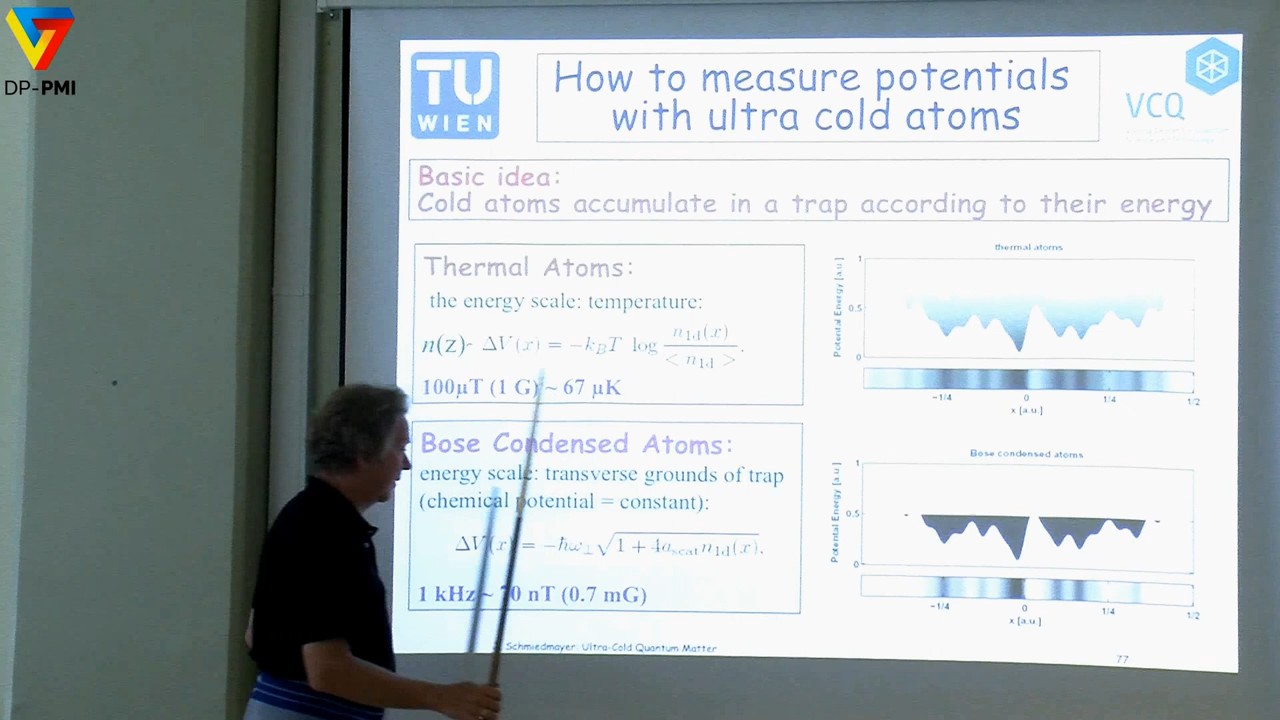 DP-PMI
TU
WIEN
How to measure potentials
with ultra cold atoms
VCQ
Basic idea:
Cold atoms accumulate in a trap according to their energy
Thermal Atoms:
the energy scale: temperature:
n(z)- ΔV(x) = −k_BT log n_1d(x) / < n_1d > .
100µT (1 G) ~ 67 µK
Bose Condensed Atoms:
energy scale: transverse grounds of trap
(chemical potential = constant):
ΔV(x) = −ℏω⊥√1 + 4a_scat n_1d(x).
1 kHz ~ 70 nT (0.7 mG)
thermal atoms
Potential Energy [a.u.]
1
0.5
0
−1/4 0 1/4 1/2
x [a.u.]
Bose condensed atoms
Potential Energy [a.u.]
1
0.5
0
−1/4 0 1/4 1/2
x [a.u.]
Schmiedmayer: Ultra-Cold Quantum Matter
77